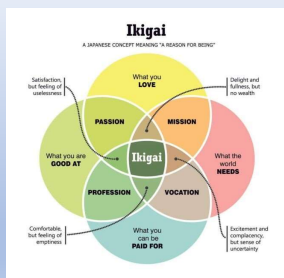 Ikigai
A JAPANESE CONCEPT MEANING "A REASON FOR BEING"
Satisfaction,
but feeling of
uselessness
What you
LOVE
Delight and
fullness, but
no wealth
PASSION
MISSION
What you are
GOOD AT
Ikigai
What the
world
NEEDS
PROFESSION
VOCATION
Comfortable,
but feeling of
emptiness
What you
can be
PAID FOR
Excitement and
complacency,
but sense of
uncertainty